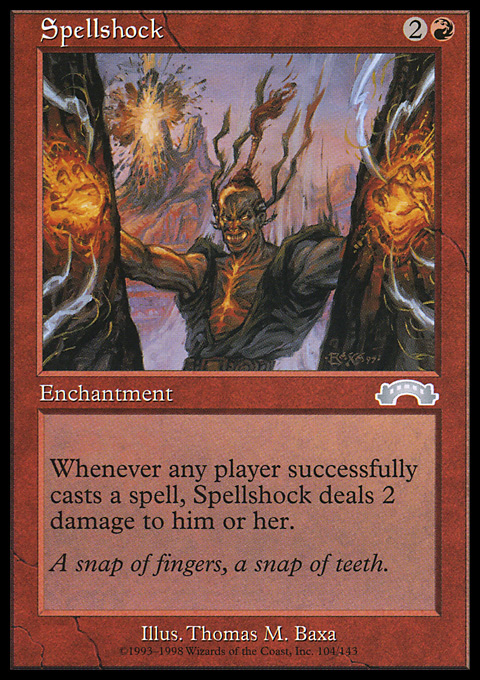 Spellshock
2
Enchantment
Whenever any player successfully
casts a spell, Spellshock deals 2
damage to him or her.
A snap of fingers, a snap of teeth.
Illus. Thomas M. Baxa
©1993–1998 Wizards of the Coast, Inc. 104/143